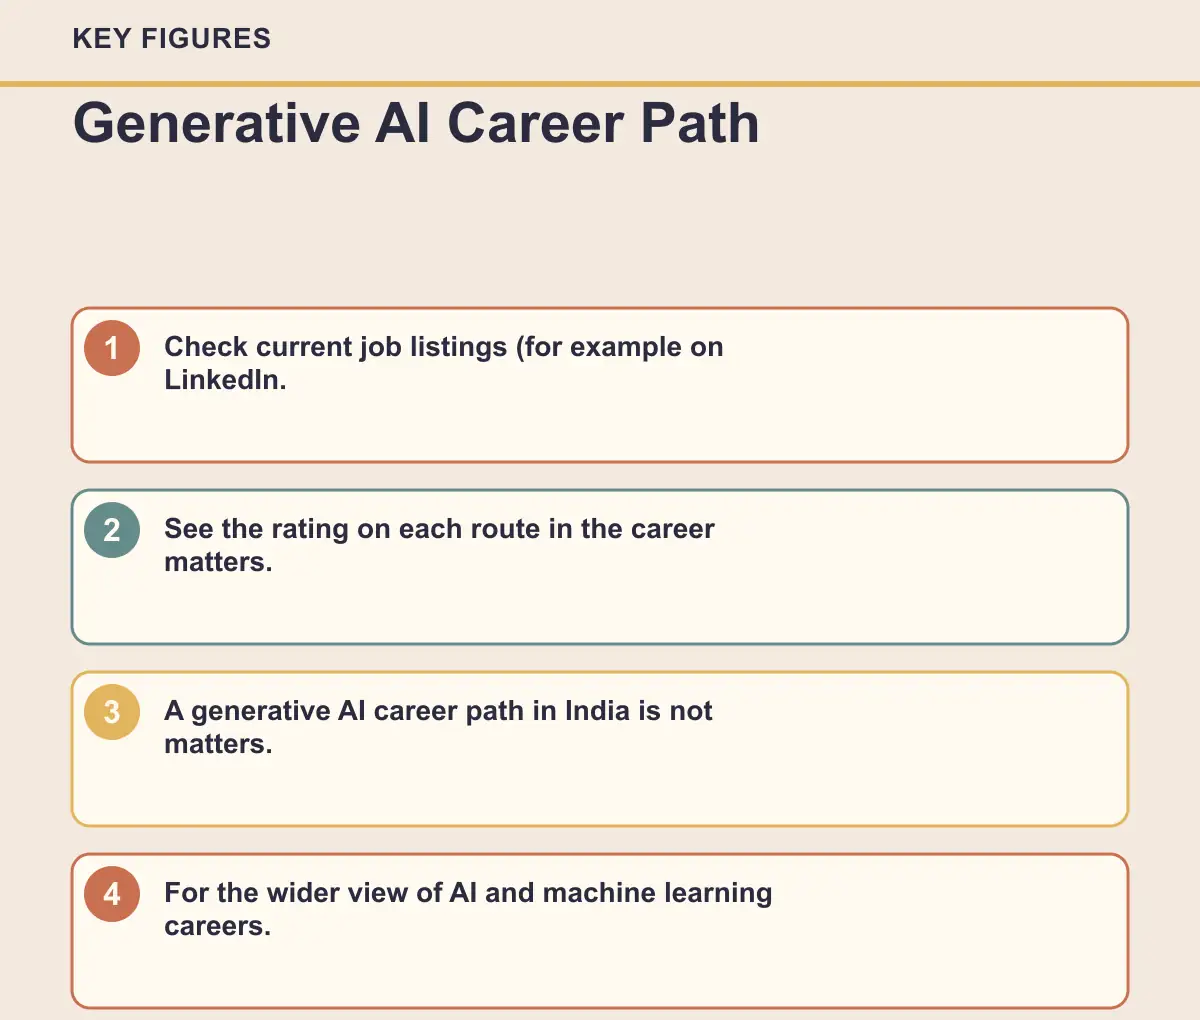 KEY FIGURES
Generative AI Career Path
1
Check current job listings (for example on
LinkedIn.
2
See the rating on each route in the career
matters.
3
A generative AI career path in India is not
matters.
4
For the wider view of AI and machine learning
careers.